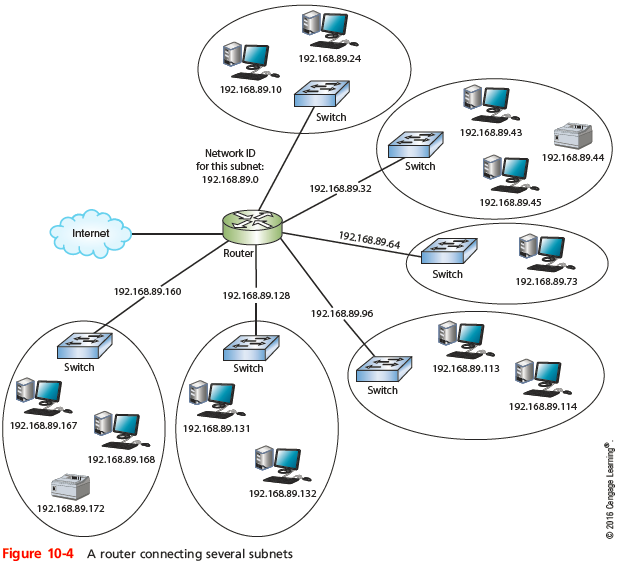 192.168.89.24
192.168.89.10
Switch
Network ID
for this subnet:
192.168.89.0
192.168.89.43
192.168.89.44
Switch
192.168.89.45
192.168.89.32
Internet
Router
192.168.89.64
Switch
192.168.89.73
192.168.89.160
192.168.89.128
192.168.89.96
Switch
192.168.89.167
192.168.89.168
192.168.89.172
Switch
192.168.89.131
192.168.89.132
192.168.89.113
192.168.89.114
Switch
© 2016 Cengage Learning®.
Figure 10-4 A router connecting several subnets